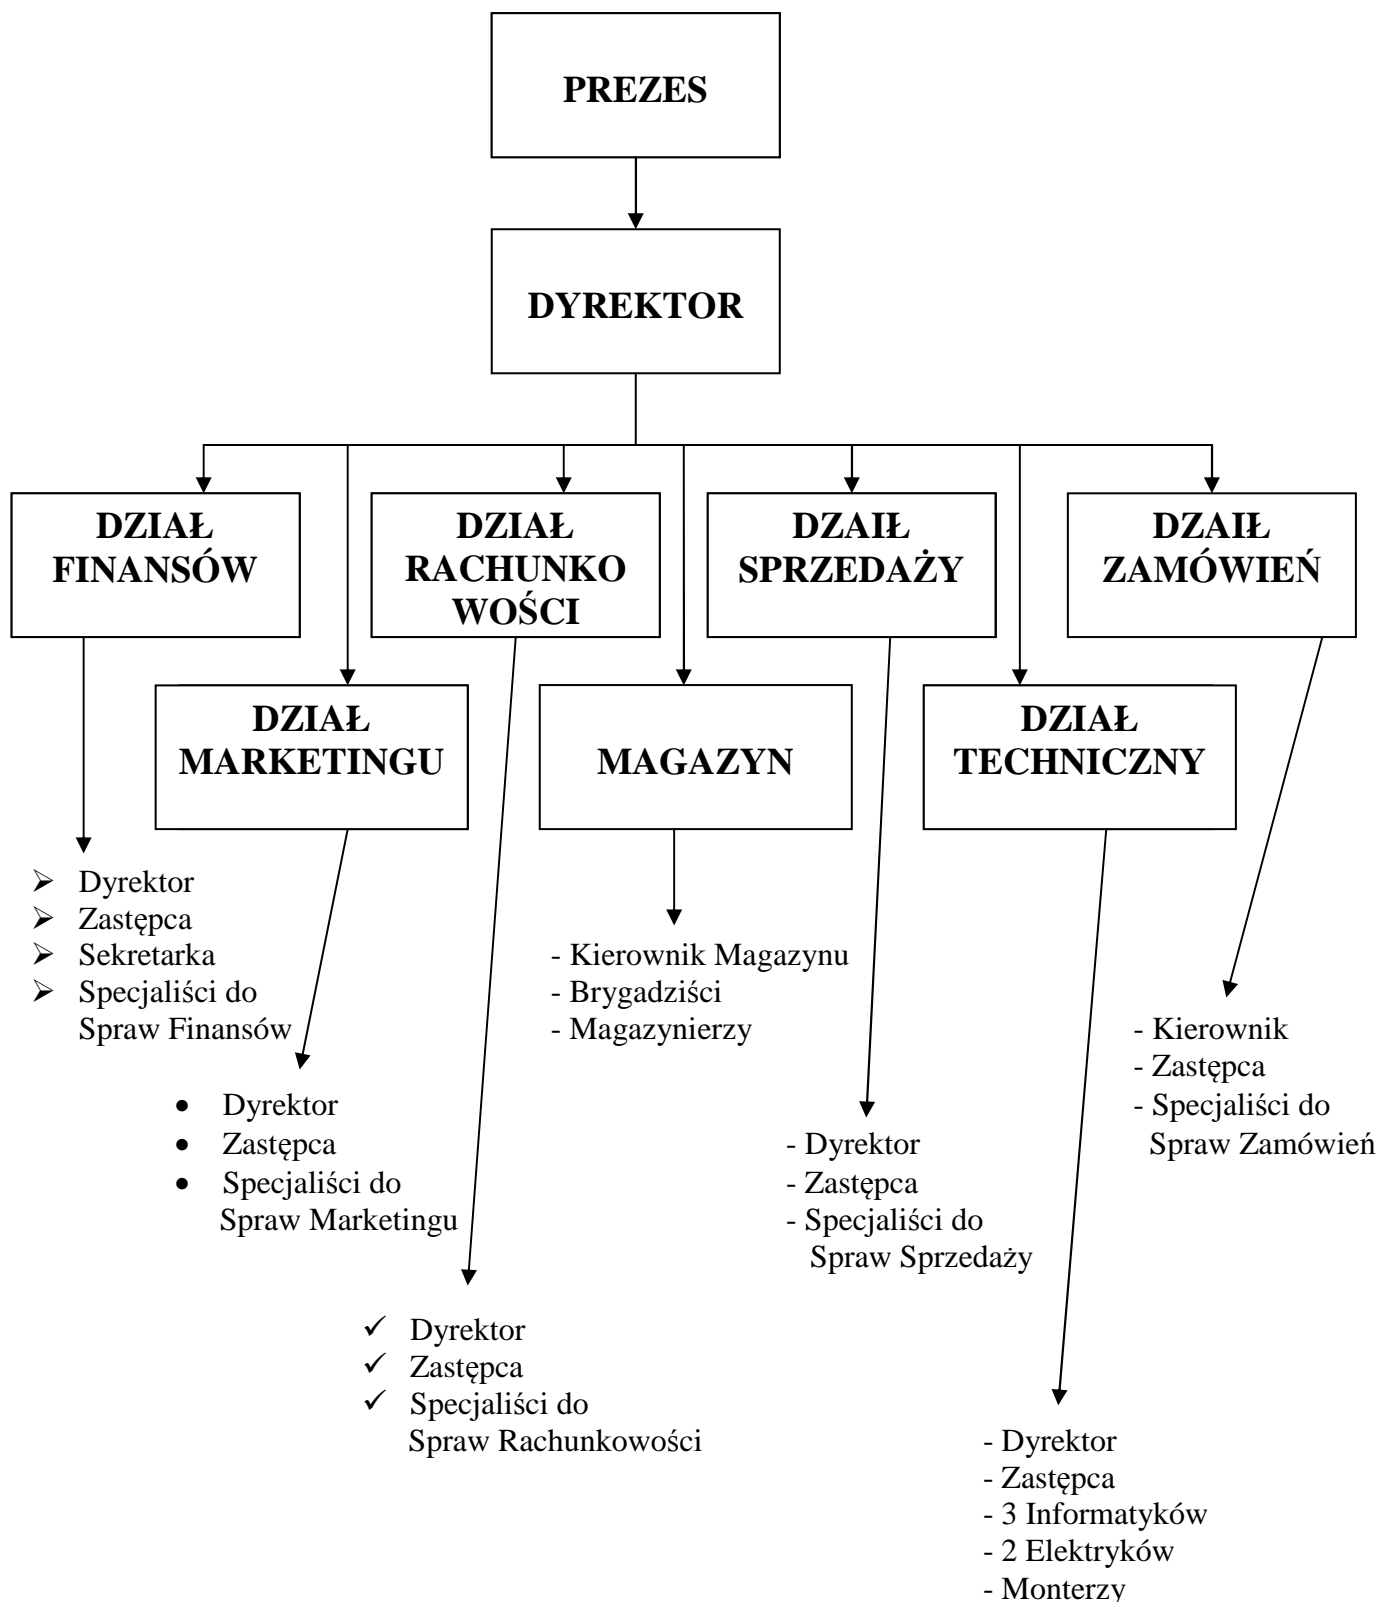 PREZES
DYREKTOR
DZIAŁ
FINANSÓW
DZIAŁ
RACHUNKO
WOŚCI
DZAIŁ
SPRZEDAŻY
DZAIŁ
ZAMÓWIEŃ
DZIAŁ
MARKETINGU
MAGAZYN
DZIAŁ
TECHNICZNY
➢ Dyrektor
➢ Zastępca
➢ Sekretarka
➢ Specjaliści do
Spraw Finansów
• Dyrektor
• Zastępca
• Specjaliści do
Spraw Marketingu
✓ Dyrektor
✓ Zastępca
✓ Specjaliści do
Spraw Rachunkowości
- Kierownik Magazynu
- Brygadziści
- Magazynierzy
- Dyrektor
- Zastępca
- Specjaliści do
Spraw Sprzedaży
- Dyrektor
- Zastępca
- 3 Informatyków
- 2 Elektryków
- Monterzy
- Kierownik
- Zastępca
- Specjaliści do
Spraw Zamówień